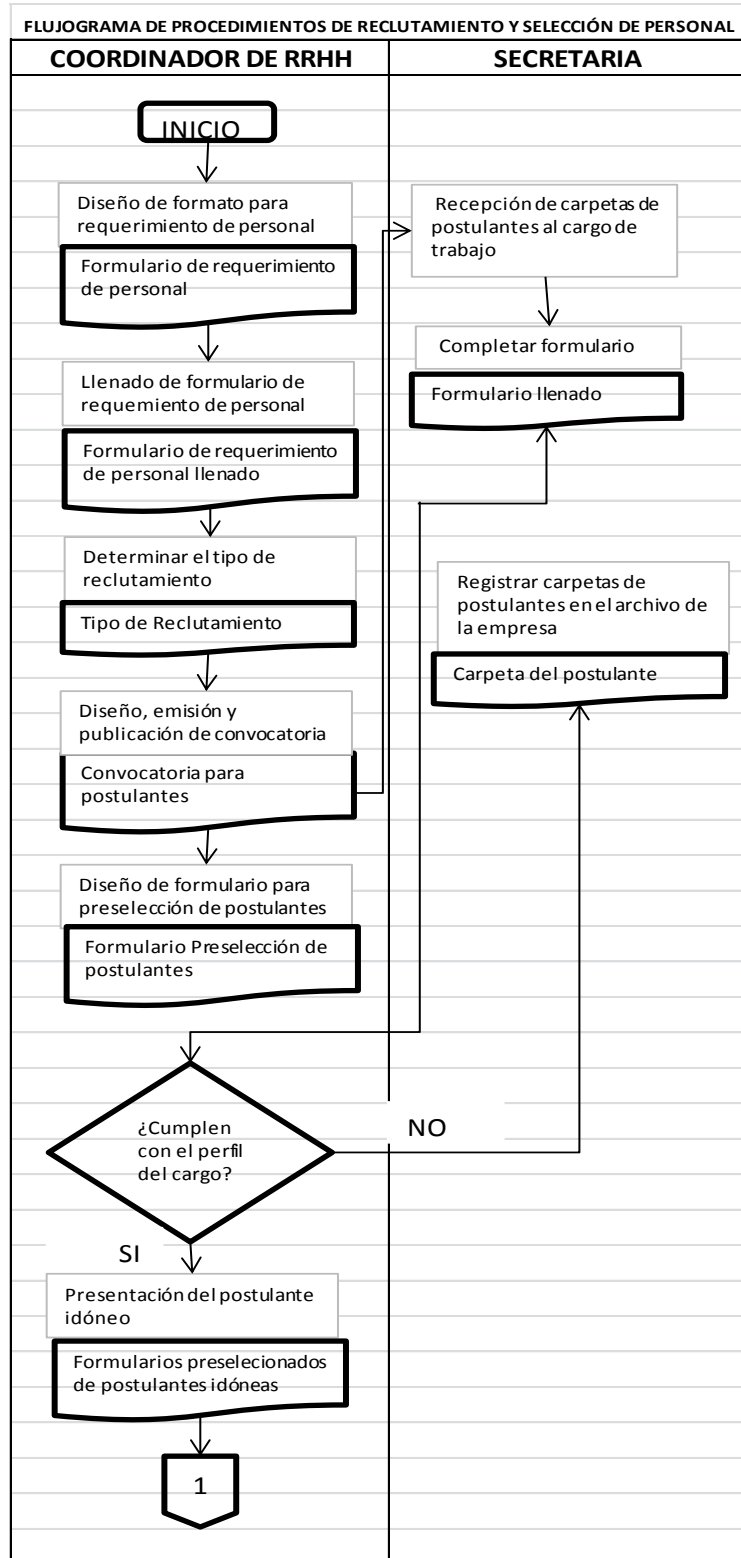 FLUJOGRAMA DE PROCEDIMIENTOS DE RECLUTAMIENTO Y SELECCIÓN DE PERSONAL
COORDINADOR DE RRHH
SECRETARIA
INICIO
Diseño de formato para
requerimiento de personal
Formulario de requerimiento
de personal
Llenado de formulario de
requemiento de personal
Formulario de requerimiento
de personal llenado
Determinar el tipo de
reclutamiento
Tipo de Reclutamiento
Diseño, emisión y
publicación de convocatoria
Convocatoria para
postulantes
Diseño de formulario para
preselección de postulantes
Formulario Preselección de
postulantes
Recepción de carpetas de
postulantes al cargo de
trabajo
Completar formulario
Formulario llenado
Registrar carpetas de
postulantes en el archivo de
la empresa
Carpeta del postulante
¿Cumplen
con el perfil
del cargo?
NO
SI
Presentación del postulante
idóneo
Formularios preselecionados
de postulantes idóneas
1